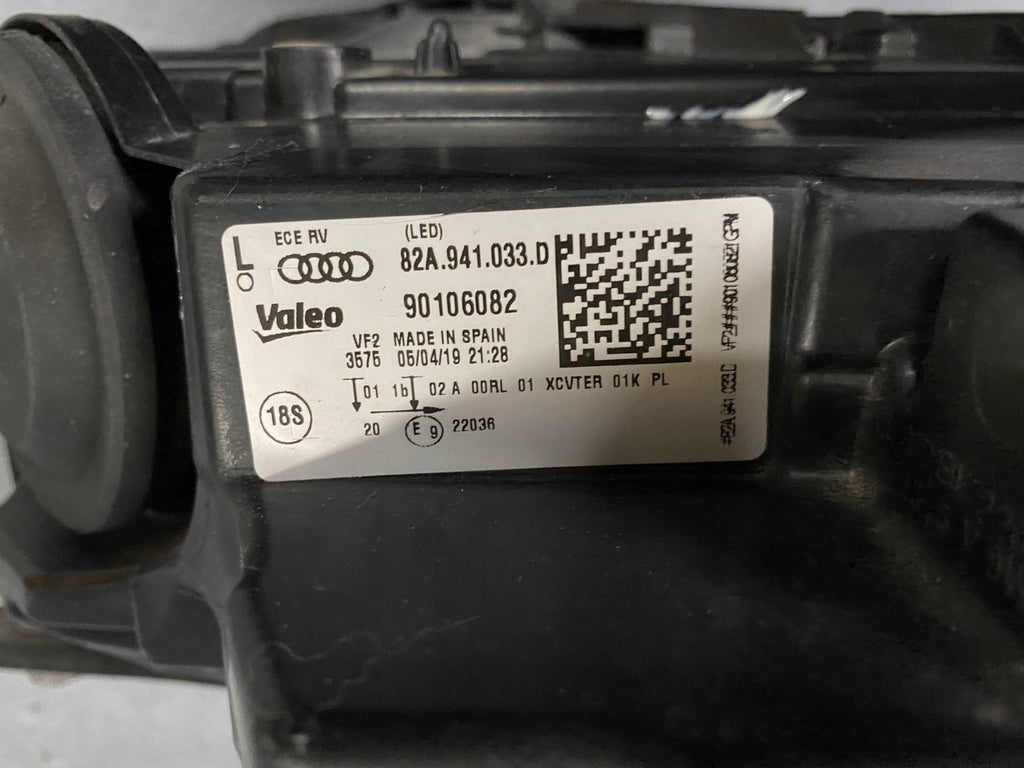 L
O
ECE RV
(LED)
82A.941.033.D
Valeo
90106082
VF2 MADE IN SPAIN
3575 05/04/19 21:28
01 1b 02 A 00RL 01 XCVTER 01K PL
18S
20 E 9 22036